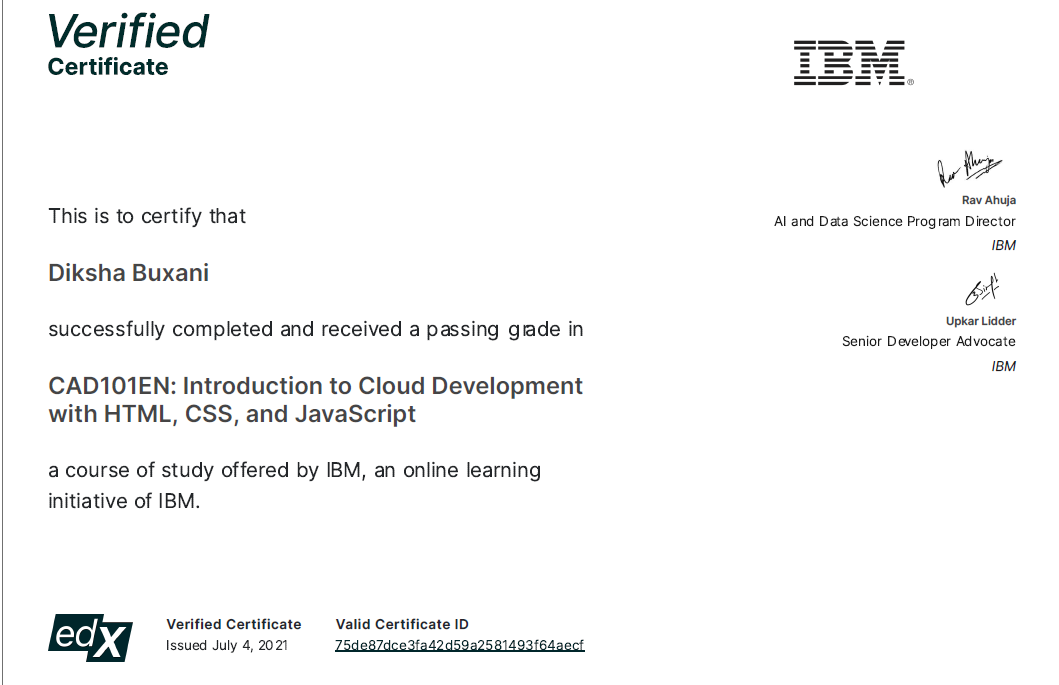 Verified
Certificate
IBM®
This is to certify that
Diksha Buxani
successfully completed and received a passing grade in
CAD101EN: Introduction to Cloud Development
with HTML, CSS, and JavaScript
a course of study offered by IBM, an online learning
initiative of IBM.
Rav Ahuja
AI and Data Science Program Director
IBM
Upkar Lidder
Senior Developer Advocate
IBM
edX
Verified Certificate
Issued July 4, 2021
Valid Certificate ID
75de87dce3fa42d59a2581493f64aecf